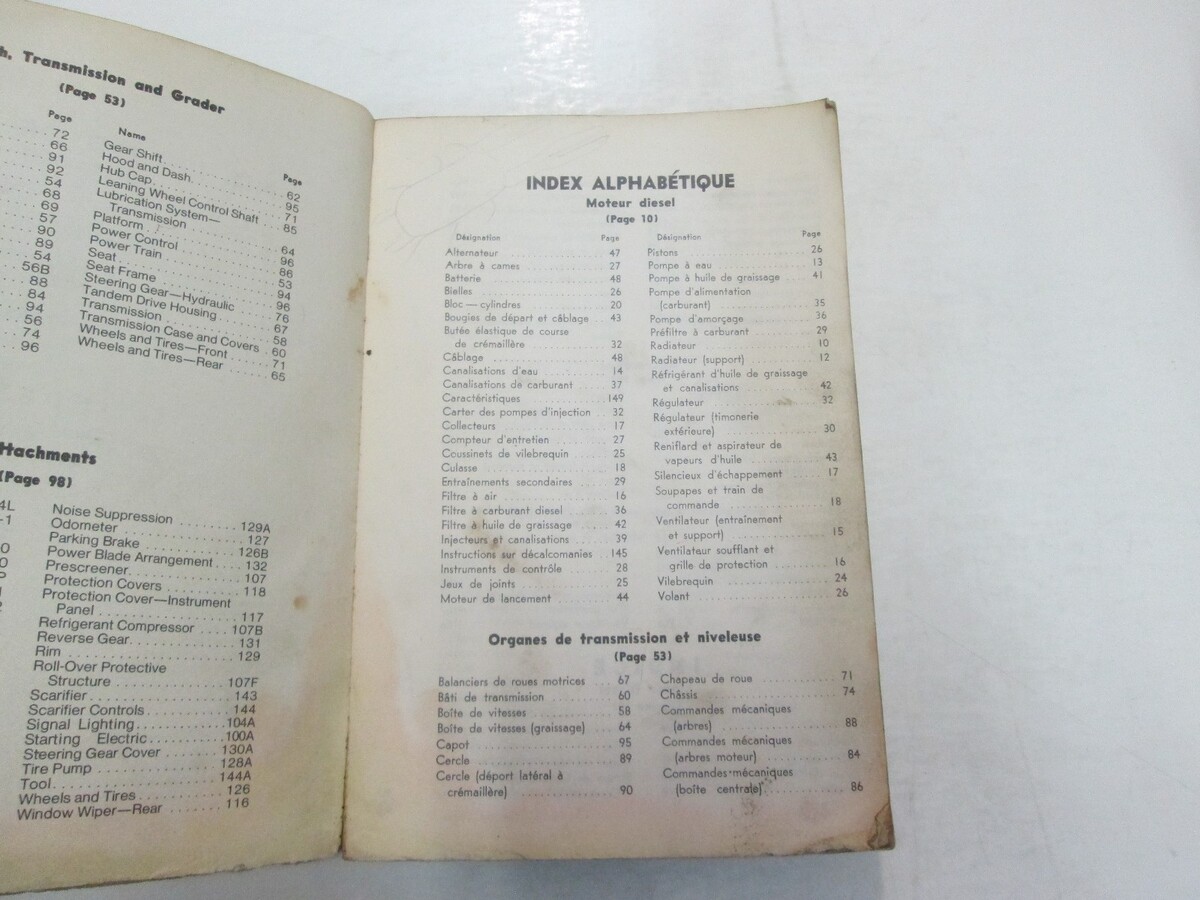 h. Transmission and Grader
(Page 53)
Page
72
66
91
92
54
68
69
57
90
89
54
56B
88
84
94
56
74
96
Name Page
Gear Shift 62
Hood and Dash 95
Hub Cap 71
Leaning Wheel Control Shaft 85
Lubrication System—
Transmission 64
Platform 96
Power Control 86
Power Train 53
Seat 94
Seat Frame 96
Steering Gear—Hydraulic 76
Tandem Drive Housing 67
Transmission 58
Transmission Case and Covers 60
Wheels and Tires—Front 71
Wheels and Tires—Rear 65
ttachments
(Page 98)
4L
-1
Noise Suppression 129A
Odometer 127
Parking Brake 126B
Power Blade Arrangement 132
Prescreener 107
Protection Covers 118
Protection Cover—Instrument
Panel 117
Refrigerant Compressor 107B
Reverse Gear 131
Rim 129
Roll-Over Protective
Structure 107F
Scarifier 143
Scarifier Controls 144
Signal Lighting 104A
Starting Electric 100A
Steering Gear Cover 130A
Tire Pump 128A
Tool 144A
Wheels and Tires 126
Window Wiper—Rear 116
INDEX ALPHABÉTIQUE
Moteur diesel
(Page 10)
Désignation Page
Alternateur 47
Arbre à cames 27
Batterie 48
Bielles 26
Bloc — cylindres 20
Bougies de départ et câblage 43
Butée élastique de course
de crémaillère 32
Câblage 48
Canalisations d'eau 14
Canalisations de carburant 37
Caractéristiques 149
Carter des pompes d'injection 32
Collecteurs 17
Compteur d'entretien 27
Coussinets de vilebrequin 25
Culasse 18
Entraînements secondaires 29
Filtre à air 16
Filtre à carburant diesel 36
Filtre à huile de graissage 42
Injecteurs et canalisations 39
Instructions sur décalcomanies 145
Instruments de contrôle 28
Jeux de joints 25
Moteur de lancement 44
Désignation Page
Pistons 26
Pompe à eau 13
Pompe à huile de graissage 41
Pompe d'alimentation
(carburant) 35
Pompe d'amorçage 36
Préfiltre à carburant 29
Radiateur 10
Radiateur (support) 12
Réfrigérant d'huile de graissage
et canalisations 42
Régulateur 32
Régulateur (timonerie
extérieure) 30
Reniflard et aspirateur de
vapeurs d'huile 43
Silencieux d'échappement 17
Soupapes et train de
commande 18
Ventilateur (entraînement
et support) 15
Ventilateur soufflant et
grille de protection 16
Vilebrequin 24
Volant 26
Organes de transmission et niveleuse
(Page 53)
Balanciers de roues motrices 67
Bâti de transmission 60
Boîte de vitesses 58
Boîte de vitesses (graissage) 64
Capot 95
Cercle 89
Cercle (déport latéral à
crémaillère) 90
Chapeau de roue 71
Châssis 74
Commandes mécaniques
(arbres) 88
Commandes mécaniques
(arbres moteur) 84
Commandes mécaniques
(boîte centrale) 86